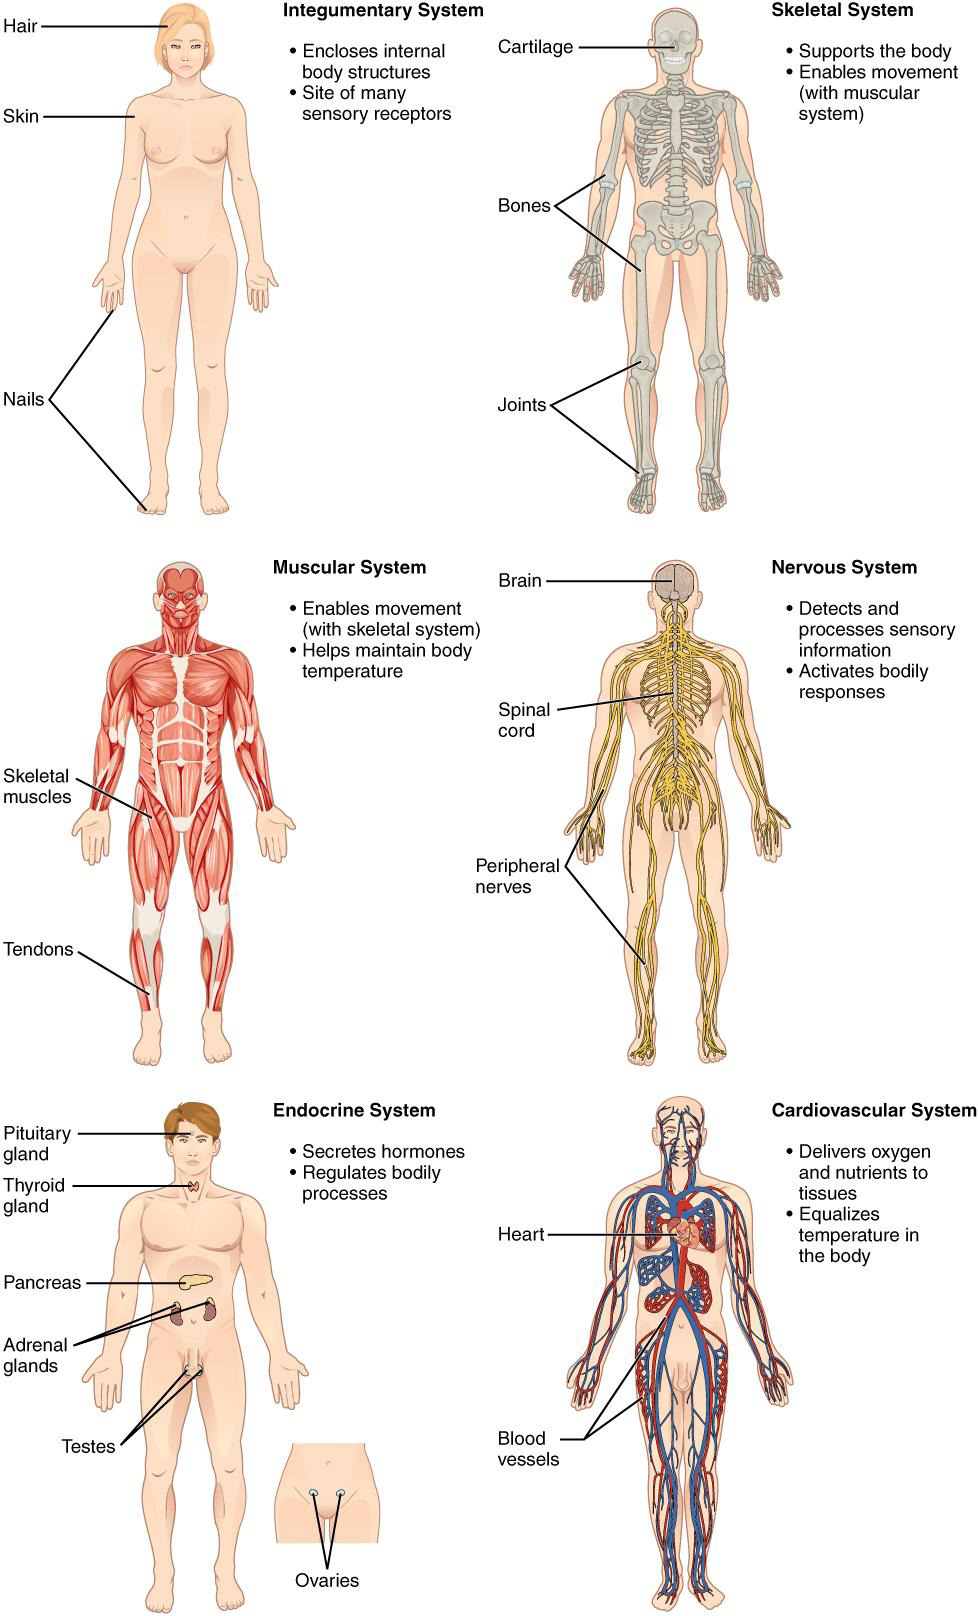 Integumentary System
Hair
Skin
Nails
• Encloses internal
body structures
• Site of many
sensory receptors
Skeletal System
Cartilage
Bones
Joints
• Supports the body
• Enables movement
(with muscular
system)
Muscular System
Skeletal
muscles
Tendons
• Enables movement
(with skeletal system)
• Helps maintain body
temperature
Nervous System
Brain
Spinal
cord
Peripheral
nerves
• Detects and
processes sensory
information
• Activates bodily
responses
Endocrine System
Pituitary
gland
Thyroid
gland
Pancreas
Adrenal
glands
Testes
Ovaries
• Secretes hormones
• Regulates bodily
processes
Cardiovascular System
Heart
Blood
vessels
• Delivers oxygen
and nutrients to
tissues
• Equalizes
temperature in
the body